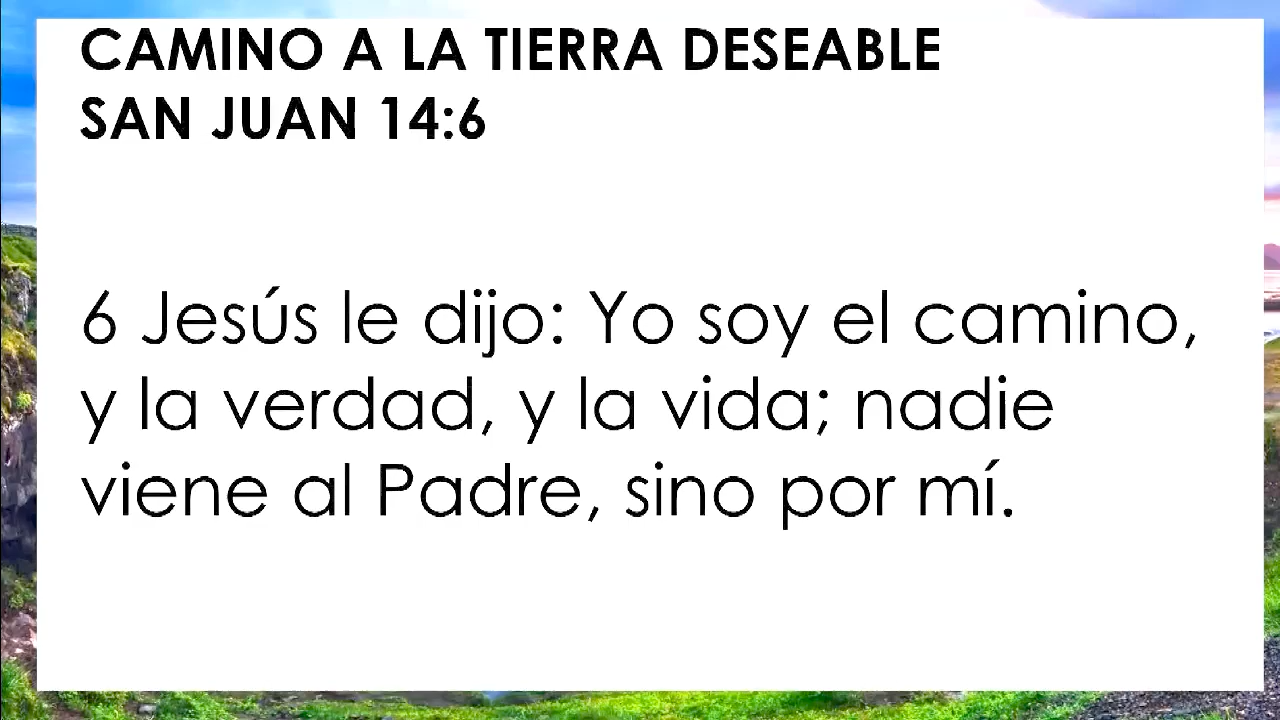 CAMINO A LA TIERRA DESEABLE
SAN JUAN 14:6
6 Jesús le dijo: Yo soy el camino,
y la verdad, y la vida; nadie
viene al Padre, sino por mí.